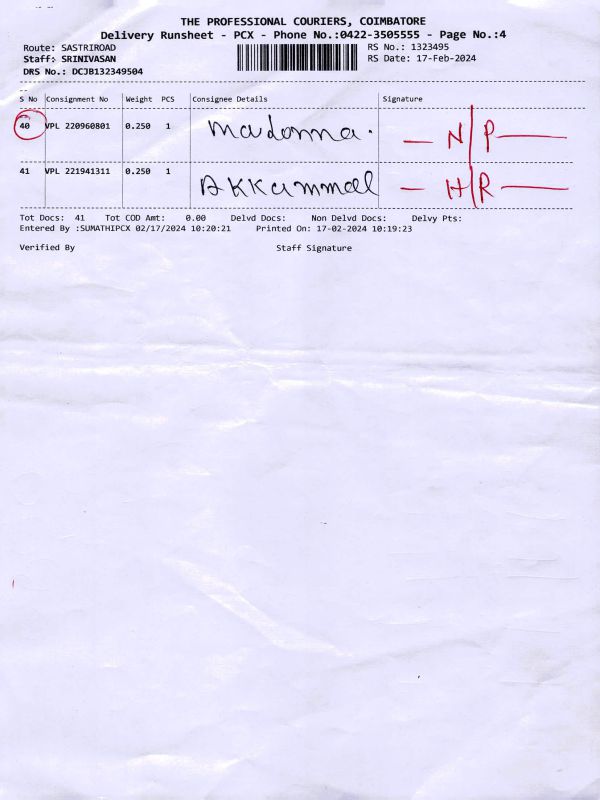 THE PROFESSIONAL COURIERS, COIMBATORE
Delivery Runsheet - PCX - Phone No.:0422-3505555 - Page No.:4
Route: SASTRIROAD RS No.: 1323495
Staff: SRINIVASAN RS Date: 17-Feb-2024
DRS No.: DCJB132349504
S No Consignment No Weight PCS Consignee Details Signature
40 VPL 220960801 0.250 1 Madonna. N/P
41 VPL 221941311 0.250 1 AKKammal H/R
Tot Docs: 41 Tot COD Amt: 0.00 Delvd Docs: Non Delvd Docs: Delvy Pts:
Entered By :SUMATHIPCX 02/17/2024 10:20:21 Printed On: 17-02-2024 10:19:23
Verified By Staff Signature